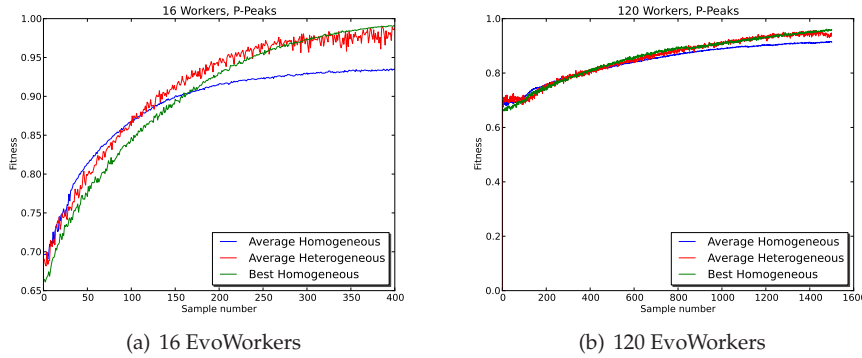 16 Workers, P-Peaks
1.00
0.95
0.90
0.85
0.80
0.75
0.70
0.65
Fitness
0
50
100
150
200
250
300
350
400
Sample number
Average Homogeneous
Average Heterogeneous
Best Homogeneous
(a) 16 EvoWorkers
120 Workers, P-Peaks
1.0
0.8
0.6
0.4
0.2
0.0
Fitness
0
200
400
600
800
1000
1200
1400
1600
Sample number
Average Homogeneous
Average Heterogeneous
Best Homogeneous
(b) 120 EvoWorkers